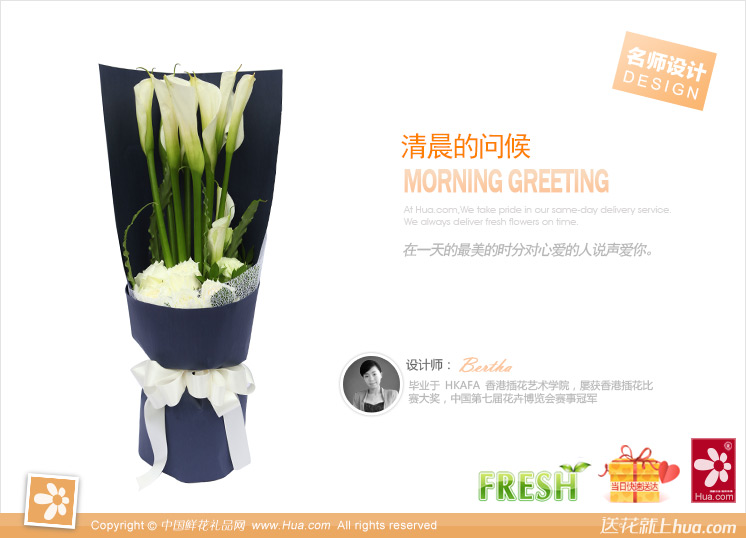 名师设计
DESIGN
清晨的问候
MORNING GREETING
At Hua.com,We take pride in our same-day delivery service.
We always deliver fresh flowers on time.
在一天的最美的时分对心爱的人说声爱你。
设计师： Bertha
毕业于 HKAFA 香港插花艺术学院，屡获香港插花比
赛大奖，中国第七届花卉博览会赛事冠军
FRESH
当日快速送达
Hua.com
Copyright © 中国鲜花礼品网 www.Hua.com All rights reserved
送花就上hua.com